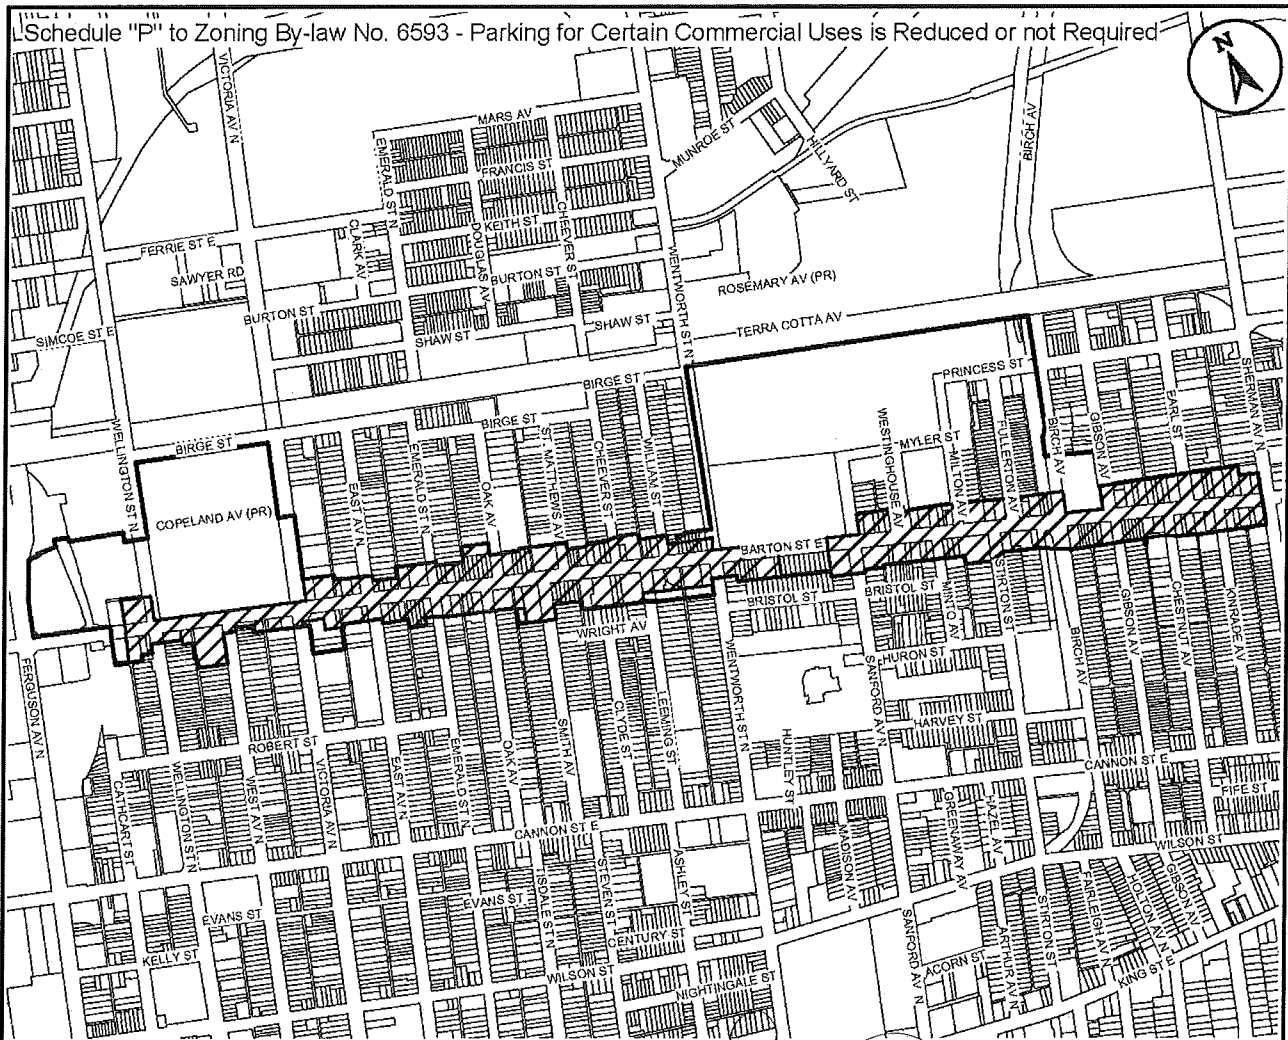 Schedule "P" to Zoning By-law No. 6593 - Parking for Certain Commercial Uses is Reduced or not Required
N
VICTORIA AV N
MARS AV
EMERALD ST N
FRANCIS ST
MUNROE ST
HILLYARD ST
BIRCH AV
KEITH ST
CHEEVER ST
DOUGLAS AV
CLARK AV
FERRIE ST E
SAWYER RD
BURTON ST
BURTON ST
WENTWORTH ST N
ROSEMARY AV (PR)
SIMCOE ST E
SHAW ST
SHAW ST
TERRA COTTA AV
PRINCESS ST
BIRGE ST
BIRGE ST
BIRGE ST
WELLINGTON ST N
COPELAND AV (PR)
EAST AV N
EMERALD ST N
OAK AV
ST MATTHEWS AV
CHEEVER ST
WILLIAM ST
WESTINGHOUSE AV
MYLER ST
MILTON AV
FULLERTON AV
BIRCH AV
GIBSON AV
EARL ST
SHERMAN AV N
BARTON ST E
BRISTOL ST
BRISTOL ST
MINTO AV
STIRTON ST
WRIGHT AV
HURON ST
FERGUSON AV N
WENTWORTH ST N
SANFORD AV N
BIRCH AV
GIBSON AV
CHESTNUT AV
KINRADE AV
HARVEY ST
ROBERT ST
CATHCART ST
WELLINGTON ST N
WEST AV N
VICTORIA AV N
EAST AV N
EMERALD ST N
OAK AV
SMITH AV
CLYDE ST
LEEMING ST
HUNTLEY ST
CANNON ST E
CANNON ST E
FIFE ST
WILSON ST
MADISON AV
GREENWAY AV
HAZEL AV
TISDALE ST N
STEVEN ST
ASHLEY ST
EVANS ST
EVANS ST
CENTURY ST
KELLY ST
WILSON ST
NIGHTINGALE ST
SANFORD AV N
ACORN ST
ARTHUR AV N
STIRTON ST
FAIRLEIGH AV N
HOLTON AV N
GIBSON AV
KING ST E